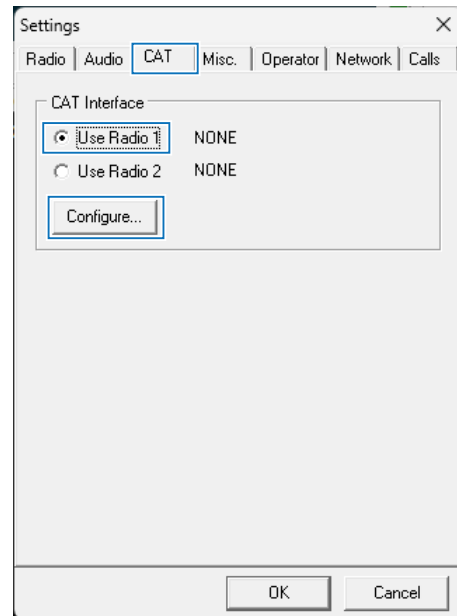 Settings
Radio Audio CAT Misc. Operator Network Calls
CAT Interface
Use Radio 1 NONE
Use Radio 2 NONE
Configure...
OK Cancel